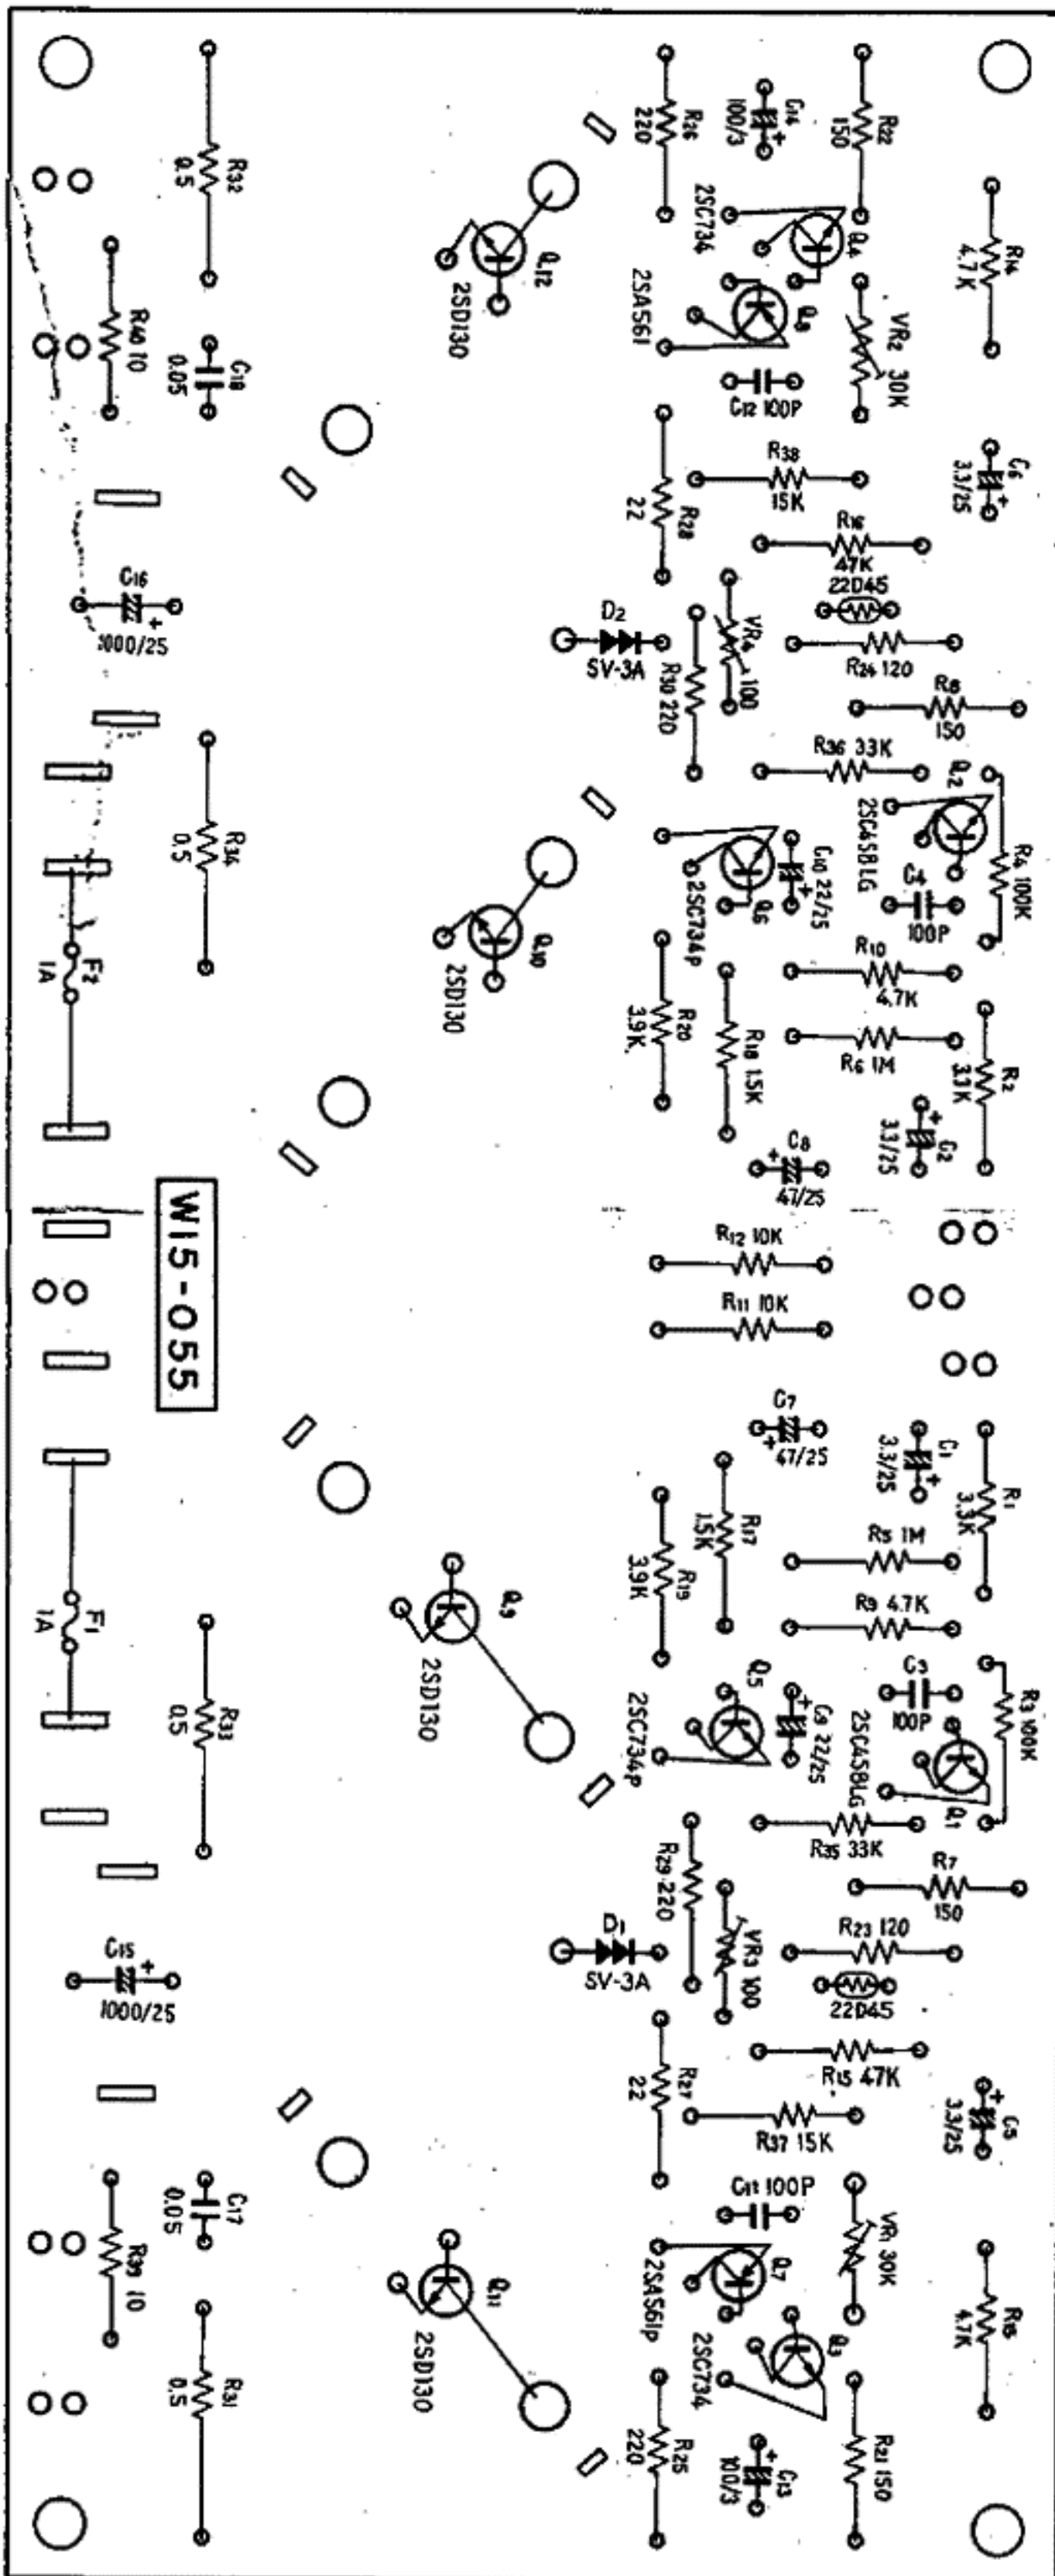 R26
220
C14
100/3
+
R22
150
R32
0.5
2SC734
Q4
R14
4.7K
Q12
2SD130
2SA561
Q8
VR2 30K
R40 10
C18
0.05
C12 100P
R38
15K
C6
3.3/25
+
R28
22
R16
47K
22D45
C16
+
1000/25
D2
SV-3A
R30 220
VR4 100
R24 120
R8
150
R36 33K
Q2
2SC458LG
R4 100K
R34
0.5
C10 22/25
+
Q6
2SC734P
C4
100P
Q10
2SD130
F2
1A
R10
4.7K
R20
3.9K
R18 1.5K
R6 1M
R2
3.3K
C2
3.3/25
+
C8
+
47/25
W15-055
R12 10K
R11 10K
C7
+
47/25
C1
3.3/25
+
R1
3.3K
R17
1.5K
R19
3.9K
R5 1M
R9 4.7K
Q9
2SD130
F1
1A
R33
0.5
Q5
2SC734P
C9 22/25
+
C3
100P
2SC458LG
Q1
R3 100K
R35 33K
R7
150
R29 220
VR3 100
R23 120
22D45
D1
SV-3A
C15
+
1000/25
R27
22
R15 47K
R37 15K
C5
3.3/25
+
C11 100P
C17
0.05
R39 10
VR1 30K
Q7
2SA561P
Q11
2SD130
2SC734
Q3
4.7K
R31
0.5
R25
220
C13
100/3
+
R21 150